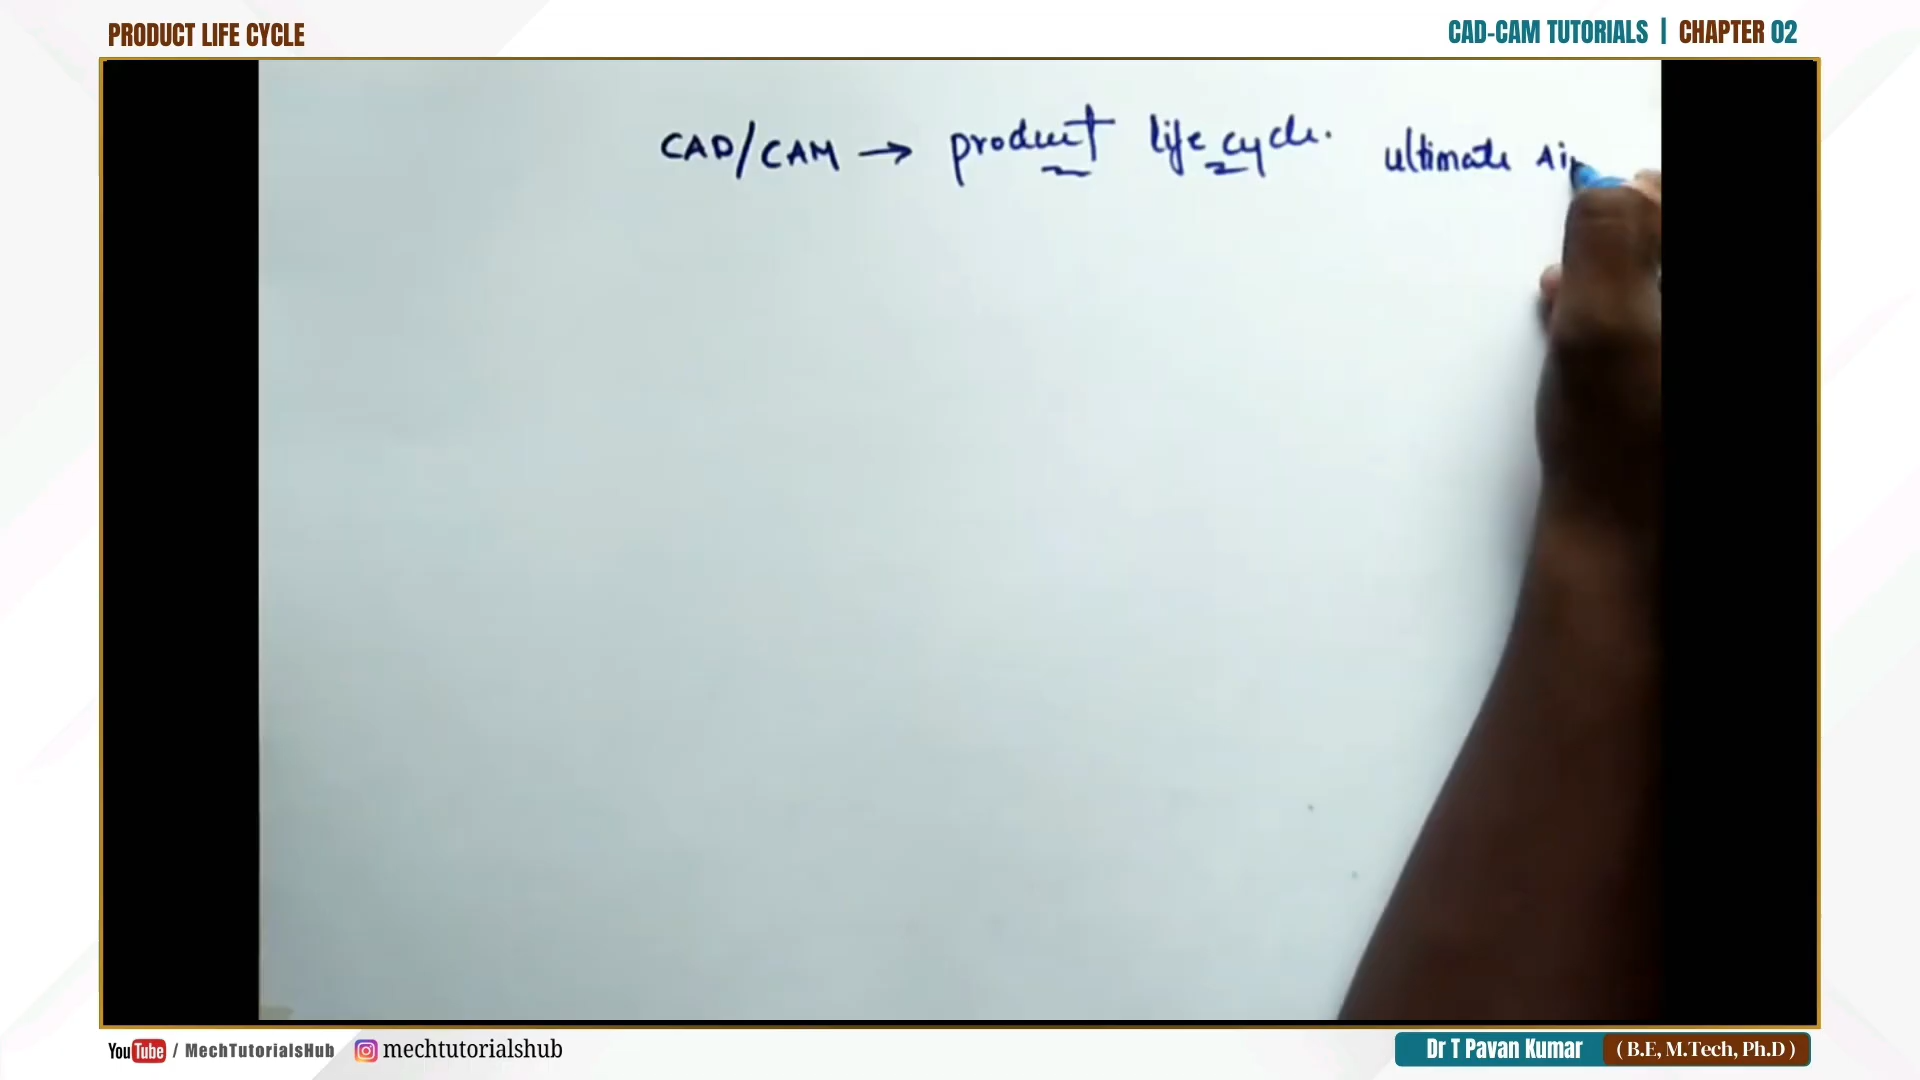 PRODUCT LIFE CYCLE
CAD-CAM TUTORIALS | CHAPTER 02
CAD/CAM → product life cycle. ultimate Ai
YouTube / MechTutorialsHub mechtutorialshub
Dr T Pavan Kumar (B.E, M.Tech, Ph.D)